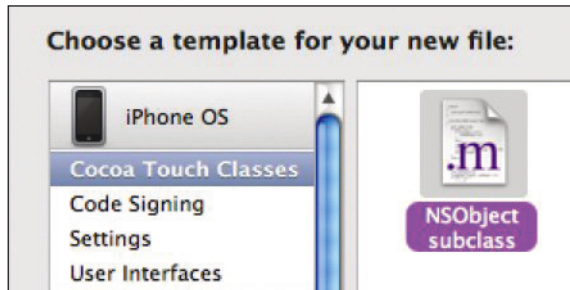 Choose a template for your new file:
iPhone OS
Cocoa Touch Classes
Code Signing
Settings
User Interfaces
.m
NSObject
subclass